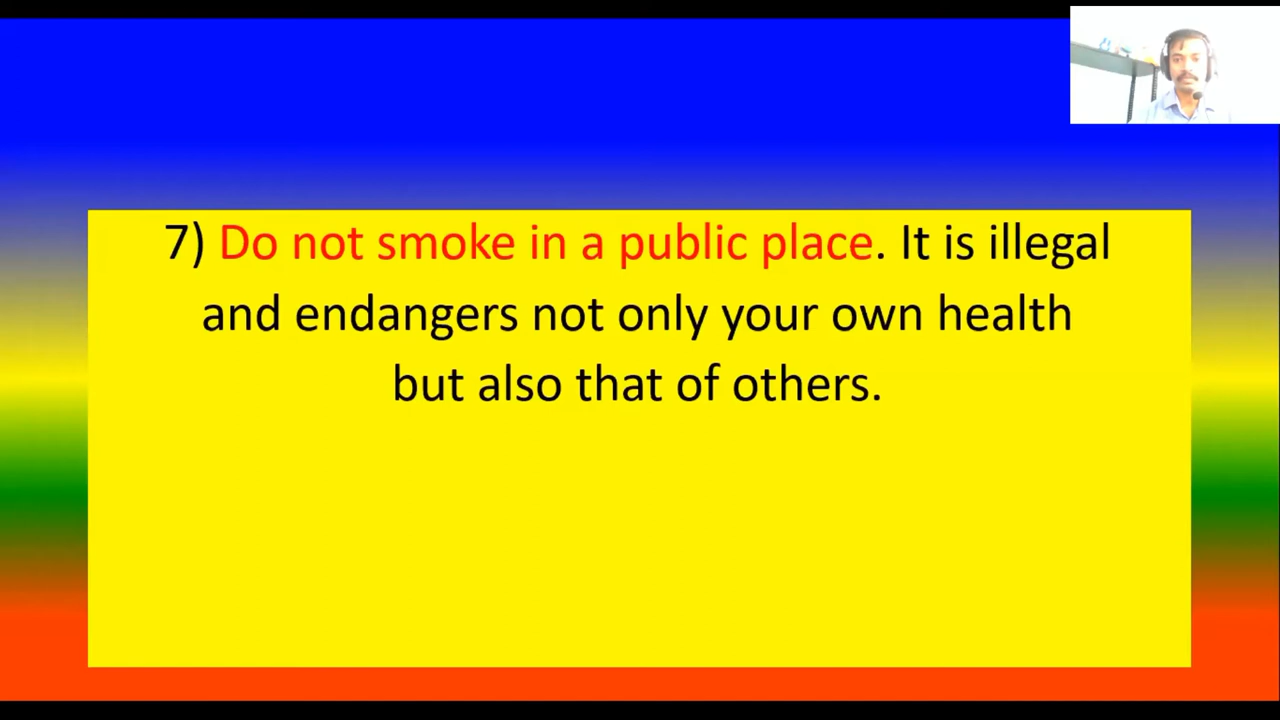 7) Do not smoke in a public place. It is illegal
and endangers not only your own health
but also that of others.